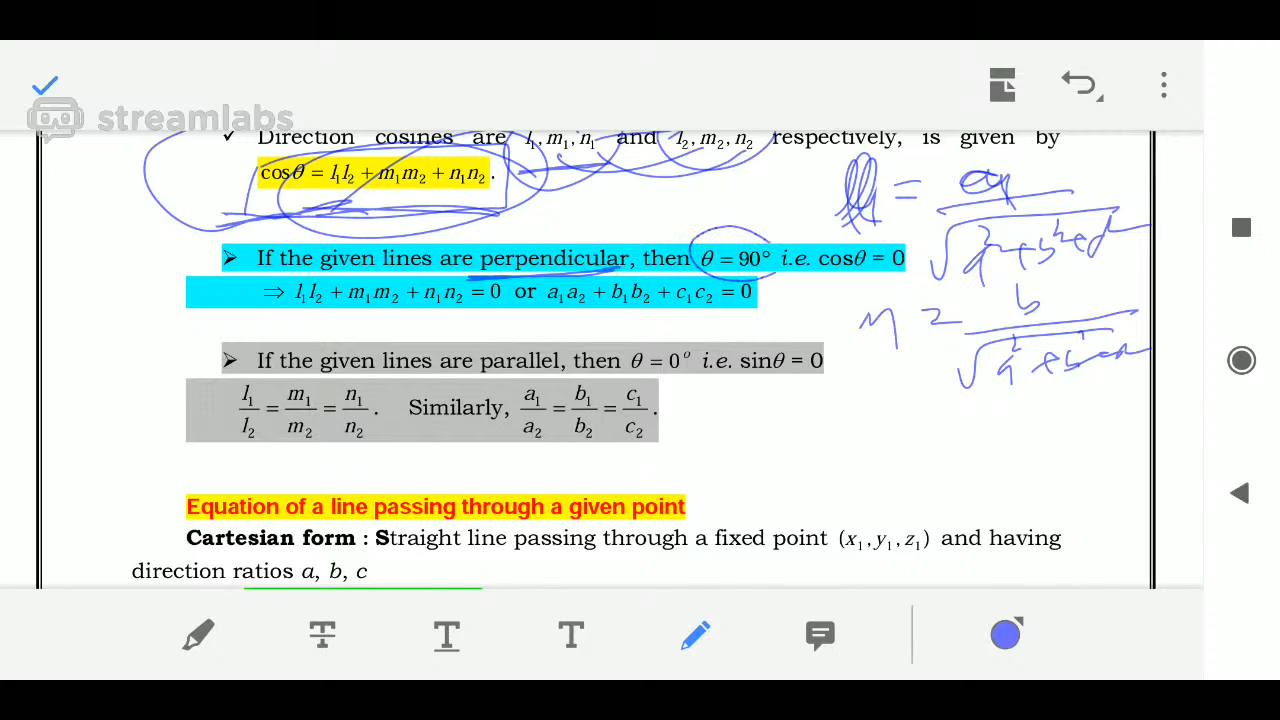 streamlabs
✓ Direction cosines are l₁, m₁, n₁ and l₂, m₂, n₂ respectively, is given by
cosθ = l₁l₂ + m₁m₂ + n₁n₂.
➢ If the given lines are perpendicular, then θ = 90° i.e. cosθ = 0
⇒ l₁l₂ + m₁m₂ + n₁n₂ = 0 or a₁a₂ + b₁b₂ + c₁c₂ = 0
➢ If the given lines are parallel, then θ = 0° i.e. sinθ = 0
l₁/l₂ = m₁/m₂ = n₁/n₂. Similarly, a₁/a₂ = b₁/b₂ = c₁/c₂.
Equation of a line passing through a given point
Cartesian form : Straight line passing through a fixed point (x₁, y₁, z₁) and having
direction ratios a, b, c
T T T